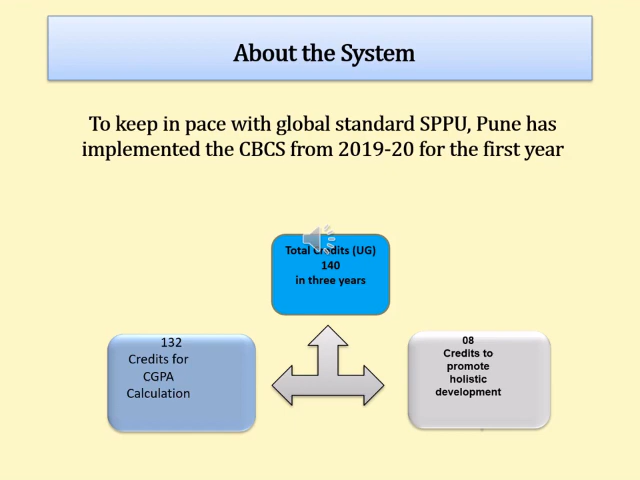 About the System
To keep in pace with global standard SPPU, Pune has
implemented the CBCS from 2019-20 for the first year
Total Credits (UG)
140
in three years
132
Credits for
CGPA
Calculation
08
Credits to
promote
holistic
development